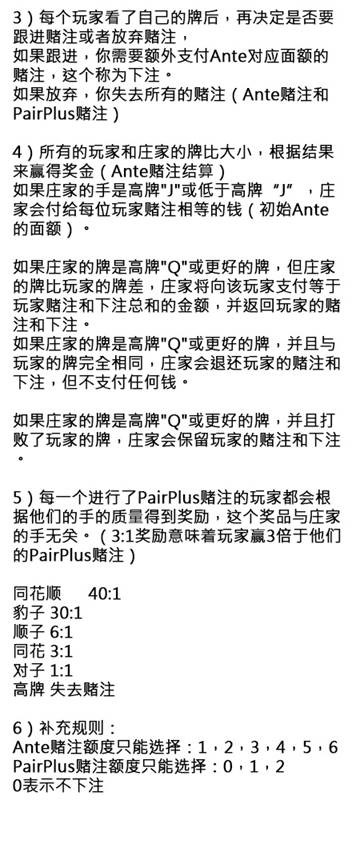 3）每个玩家看了自己的牌后，再决定是否要
跟进赌注或者放弃赌注，
如果跟进，你需要额外支付Ante对应面额的
赌注，这个称为下注。
如果放弃，你失去所有的赌注（Ante赌注和
PairPlus赌注）
4）所有的玩家和庄家的牌比大小，根据结果
来赢得奖金（Ante赌注结算）
如果庄家的手是高牌"J"或低于高牌“J”，庄
家会付给每位玩家赌注相等的钱（初始Ante
的面额）。
如果庄家的牌是高牌"Q"或更好的牌，但庄家
的牌比玩家的牌差，庄家将向该玩家支付等于
玩家赌注和下注总和的金额，并返回玩家的赌
注和下注。
如果庄家的牌是高牌"Q"或更好的牌，并且与
玩家的牌完全相同，庄家会退还玩家的赌注和
下注，但不支付任何钱。
如果庄家的牌是高牌"Q"或更好的牌，并且打
败了玩家的牌，庄家会保留玩家的赌注和下注
。
5）每一个进行了PairPlus赌注的玩家都会根
据他们的手的质量得到奖励，这个奖品与庄家
的手无关。（3:1奖励意味着玩家赢3倍于他们
的PairPlus赌注）
同花顺 40:1
豹子 30:1
顺子 6:1
同花 3:1
对子 1:1
高牌 失去赌注
6）补充规则：
Ante赌注额度只能选择：1，2，3，4，5，6
PairPlus赌注额度只能选择：0，1，2
0表示不下注